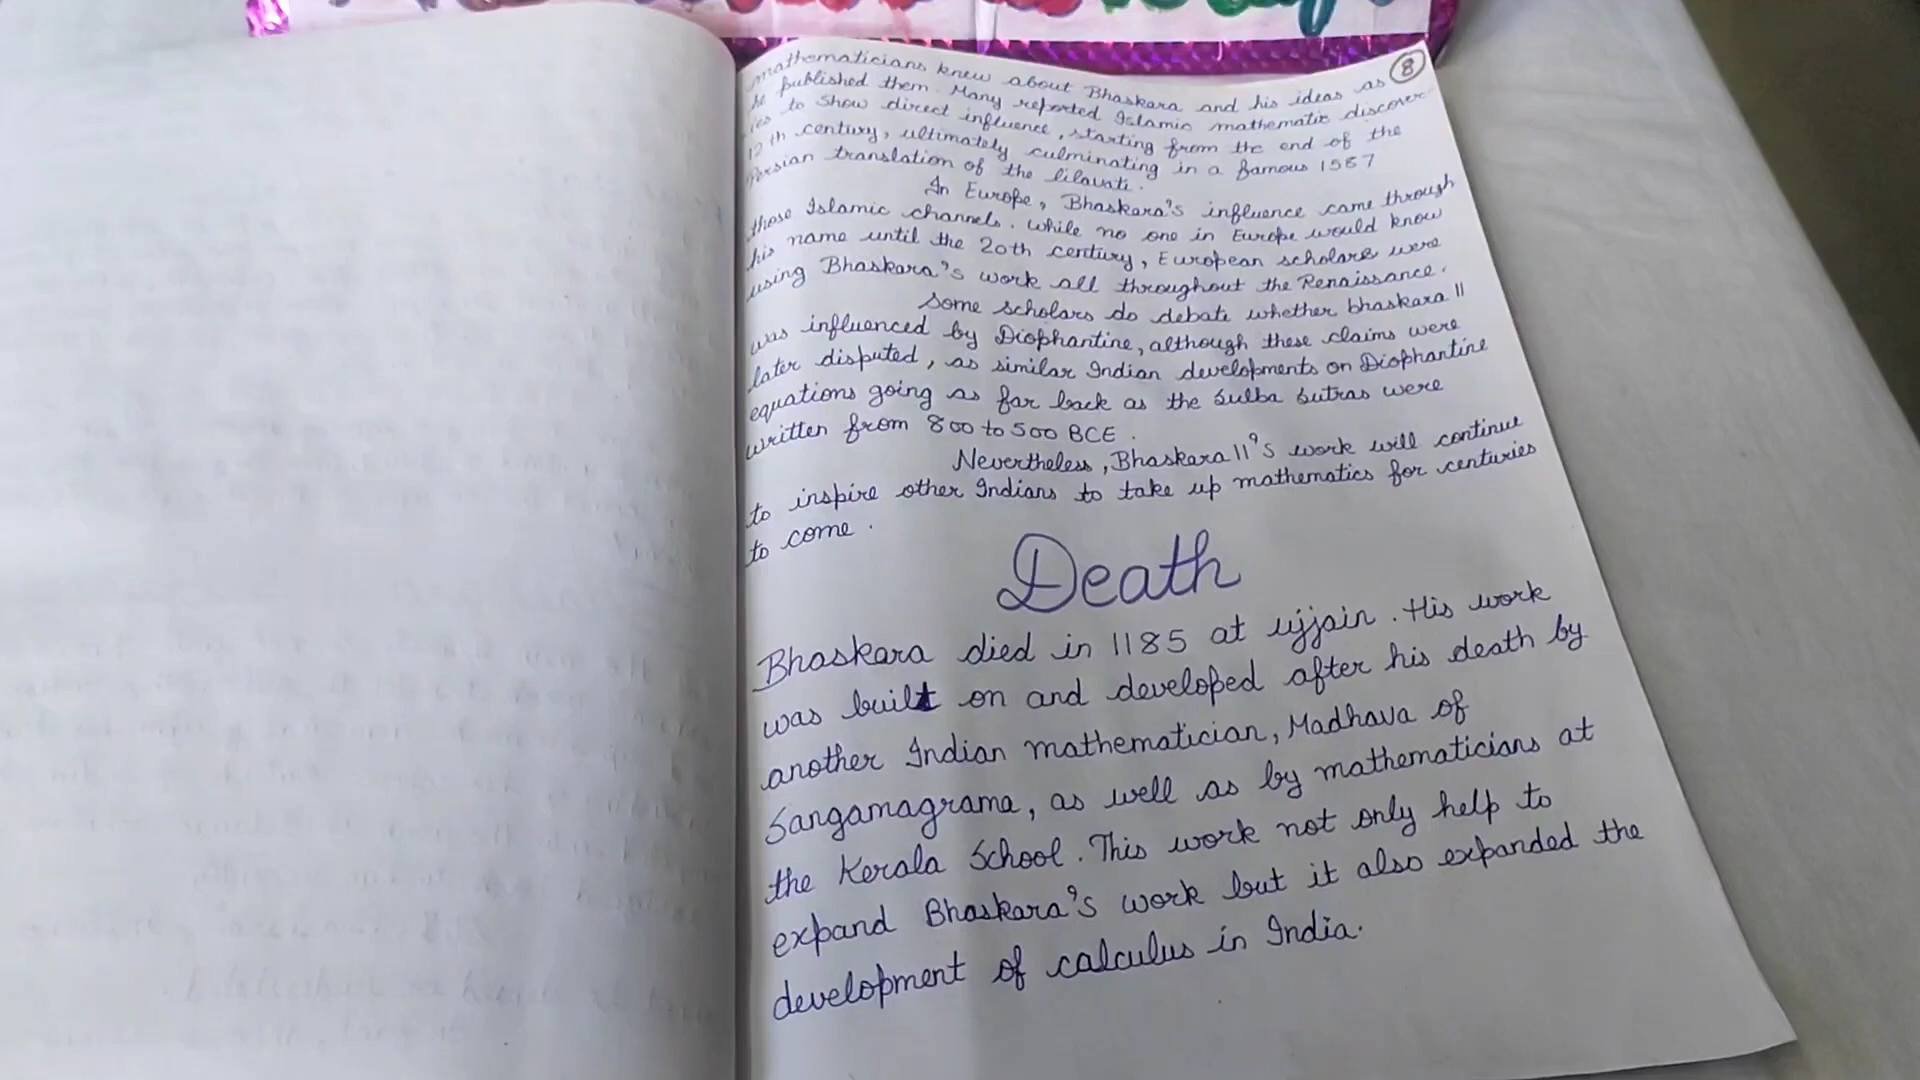 8
mathematicians knew about Bhaskara and his ideas as
he published them. Many reported Islamic mathematic discover-
ies to show direct influence, starting from the end of the
12th century, ultimately culminating in a famous 1587
Persian translation of the lilavati.
In Europe, Bhaskara's influence came through
those Islamic channels. while no one in Europe would know
his name until the 20th century, European scholars were
using Bhaskara's work all throughout the Renaissance.
Some scholars do debate whether bhaskara 11
was influenced by Diophantine, although these claims were
later disputed, as similar Indian developments on Diophantine
equations going as far back as the Sulba Sutras were
written from 800 to 500 BCE.
Nevertheless, Bhaskara 11's work will continue
to inspire other Indians to take up mathematics for centuries
to come.
Death
Bhaskara died in 1185 at ujjain. His work
was built on and developed after his death by
another Indian mathematician, Madhava of
Sangamagrama, as well as by mathematicians at
the Kerala School. This work not only help to
expand Bhaskara's work but it also expanded the
development of calculus in India.